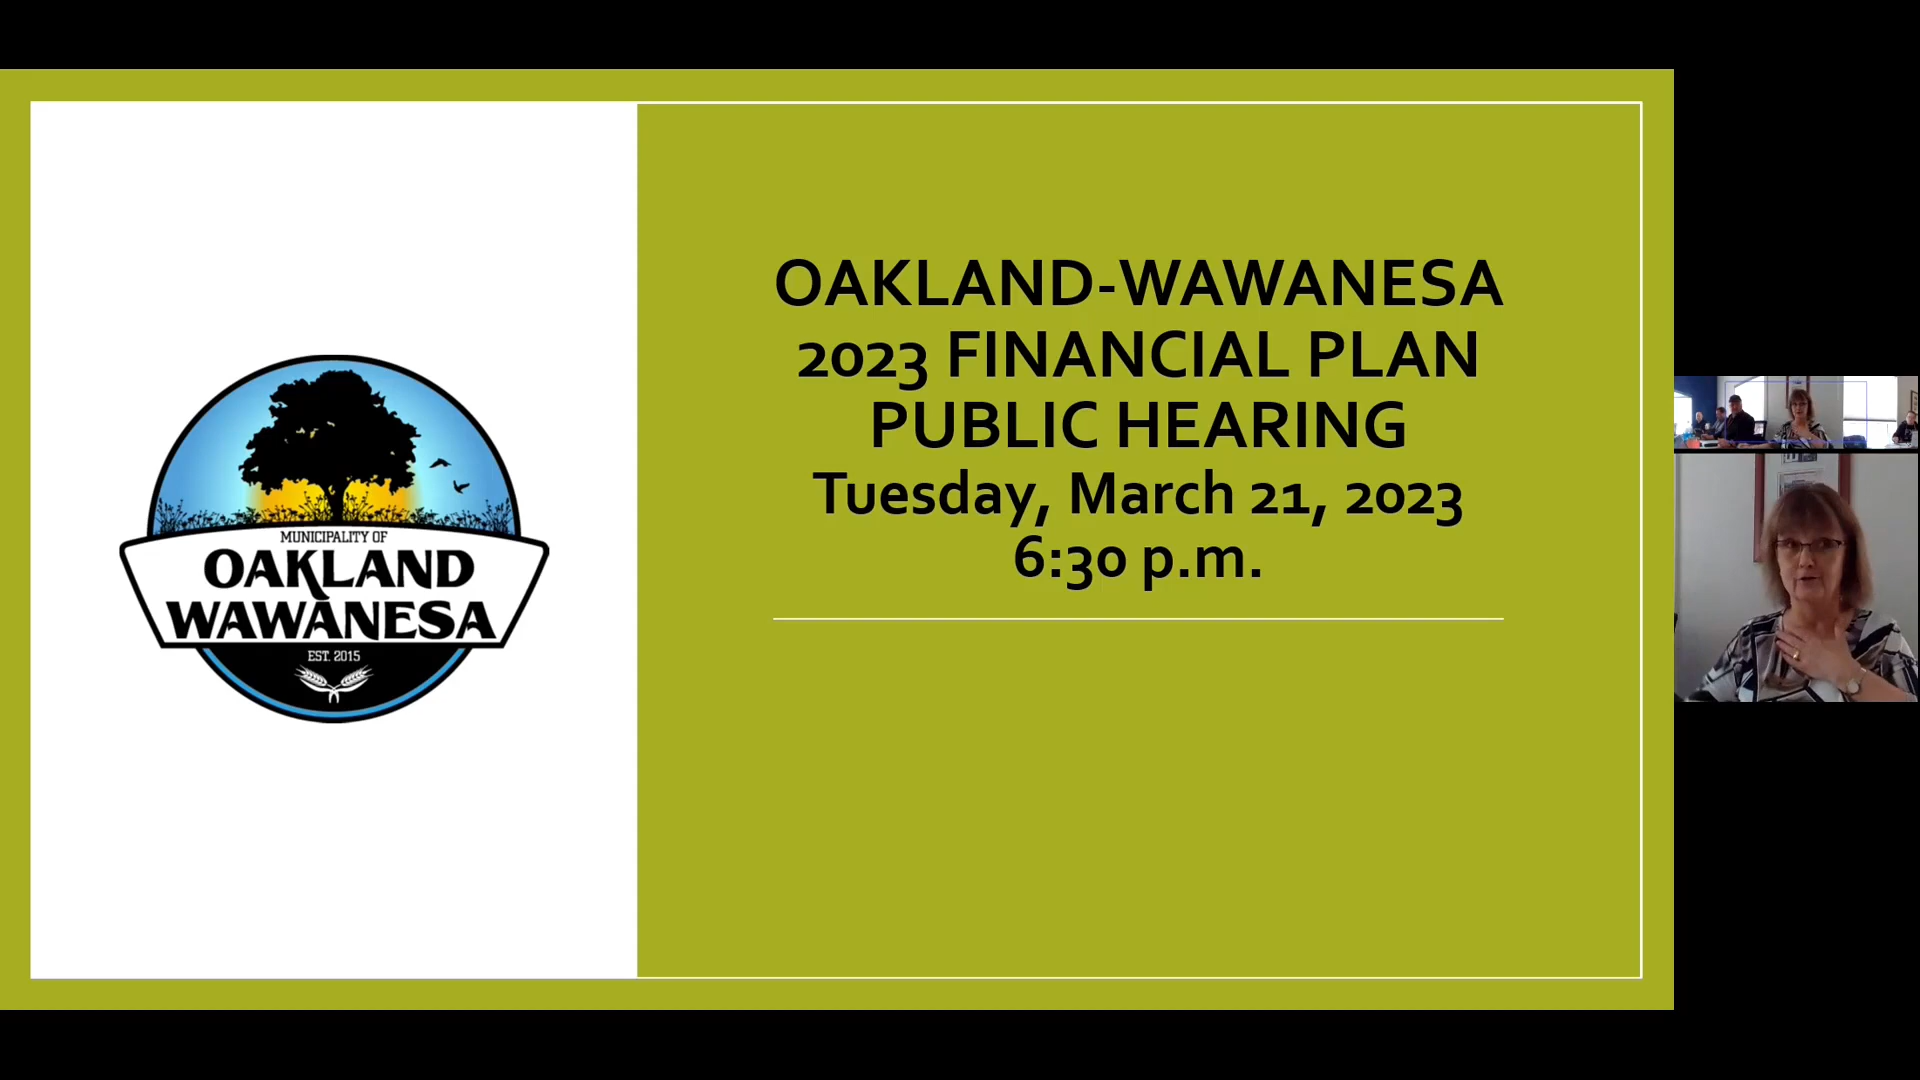 OAKLAND-WAWANESA
2023 FINANCIAL PLAN
PUBLIC HEARING
Tuesday, March 21, 2023
6:30 p.m.
MUNICIPALITY OF
OAKLAND
WAWANESA
EST. 2015